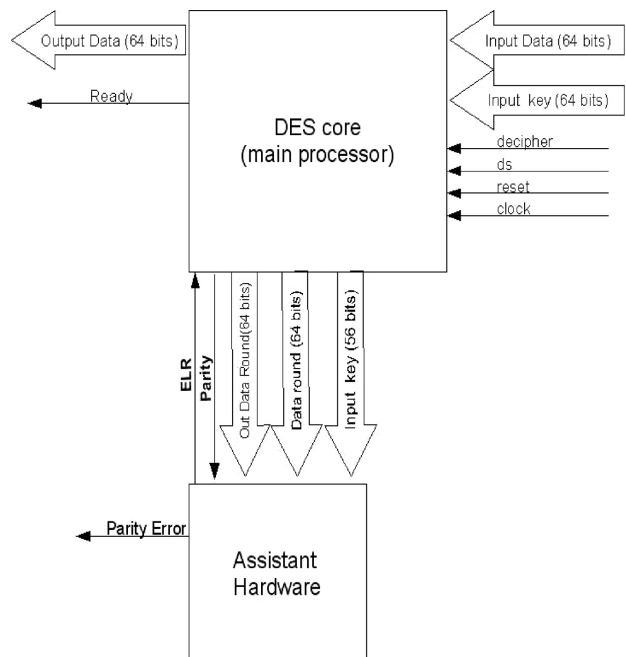 Output Data (64 bits)
Input Data (64 bits)
Ready
Input key (64 bits)
DES core
(main processor)
decipher
ds
reset
clock
ELR
Parity
Out Data Round(64 bits)
Data round (64 bits)
Input key (56 bits)
Parity Error
Assistant
Hardware